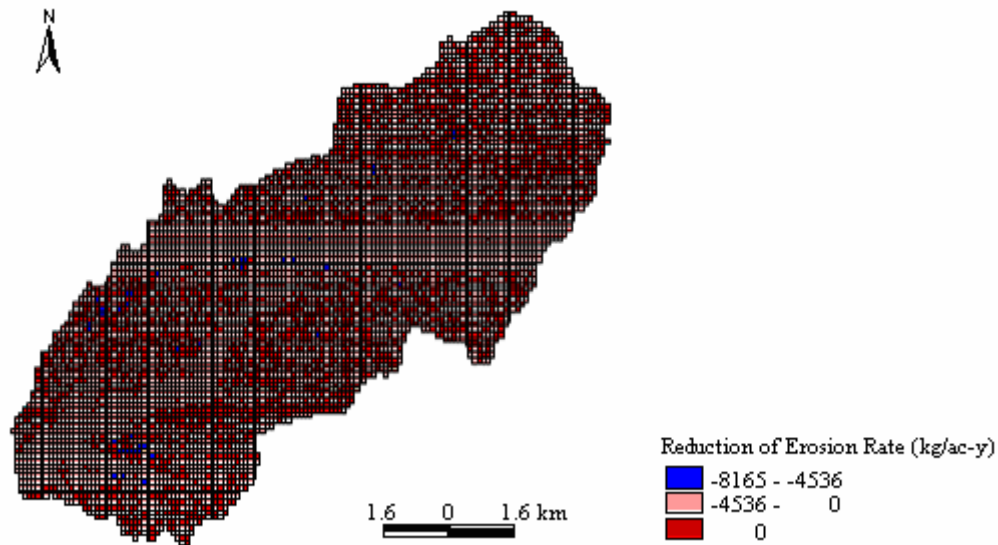 N
Reduction of Erosion Rate (kg/ac-y)
-8165 - -4536
-4536 - 0
0
1.6 0 1.6 km